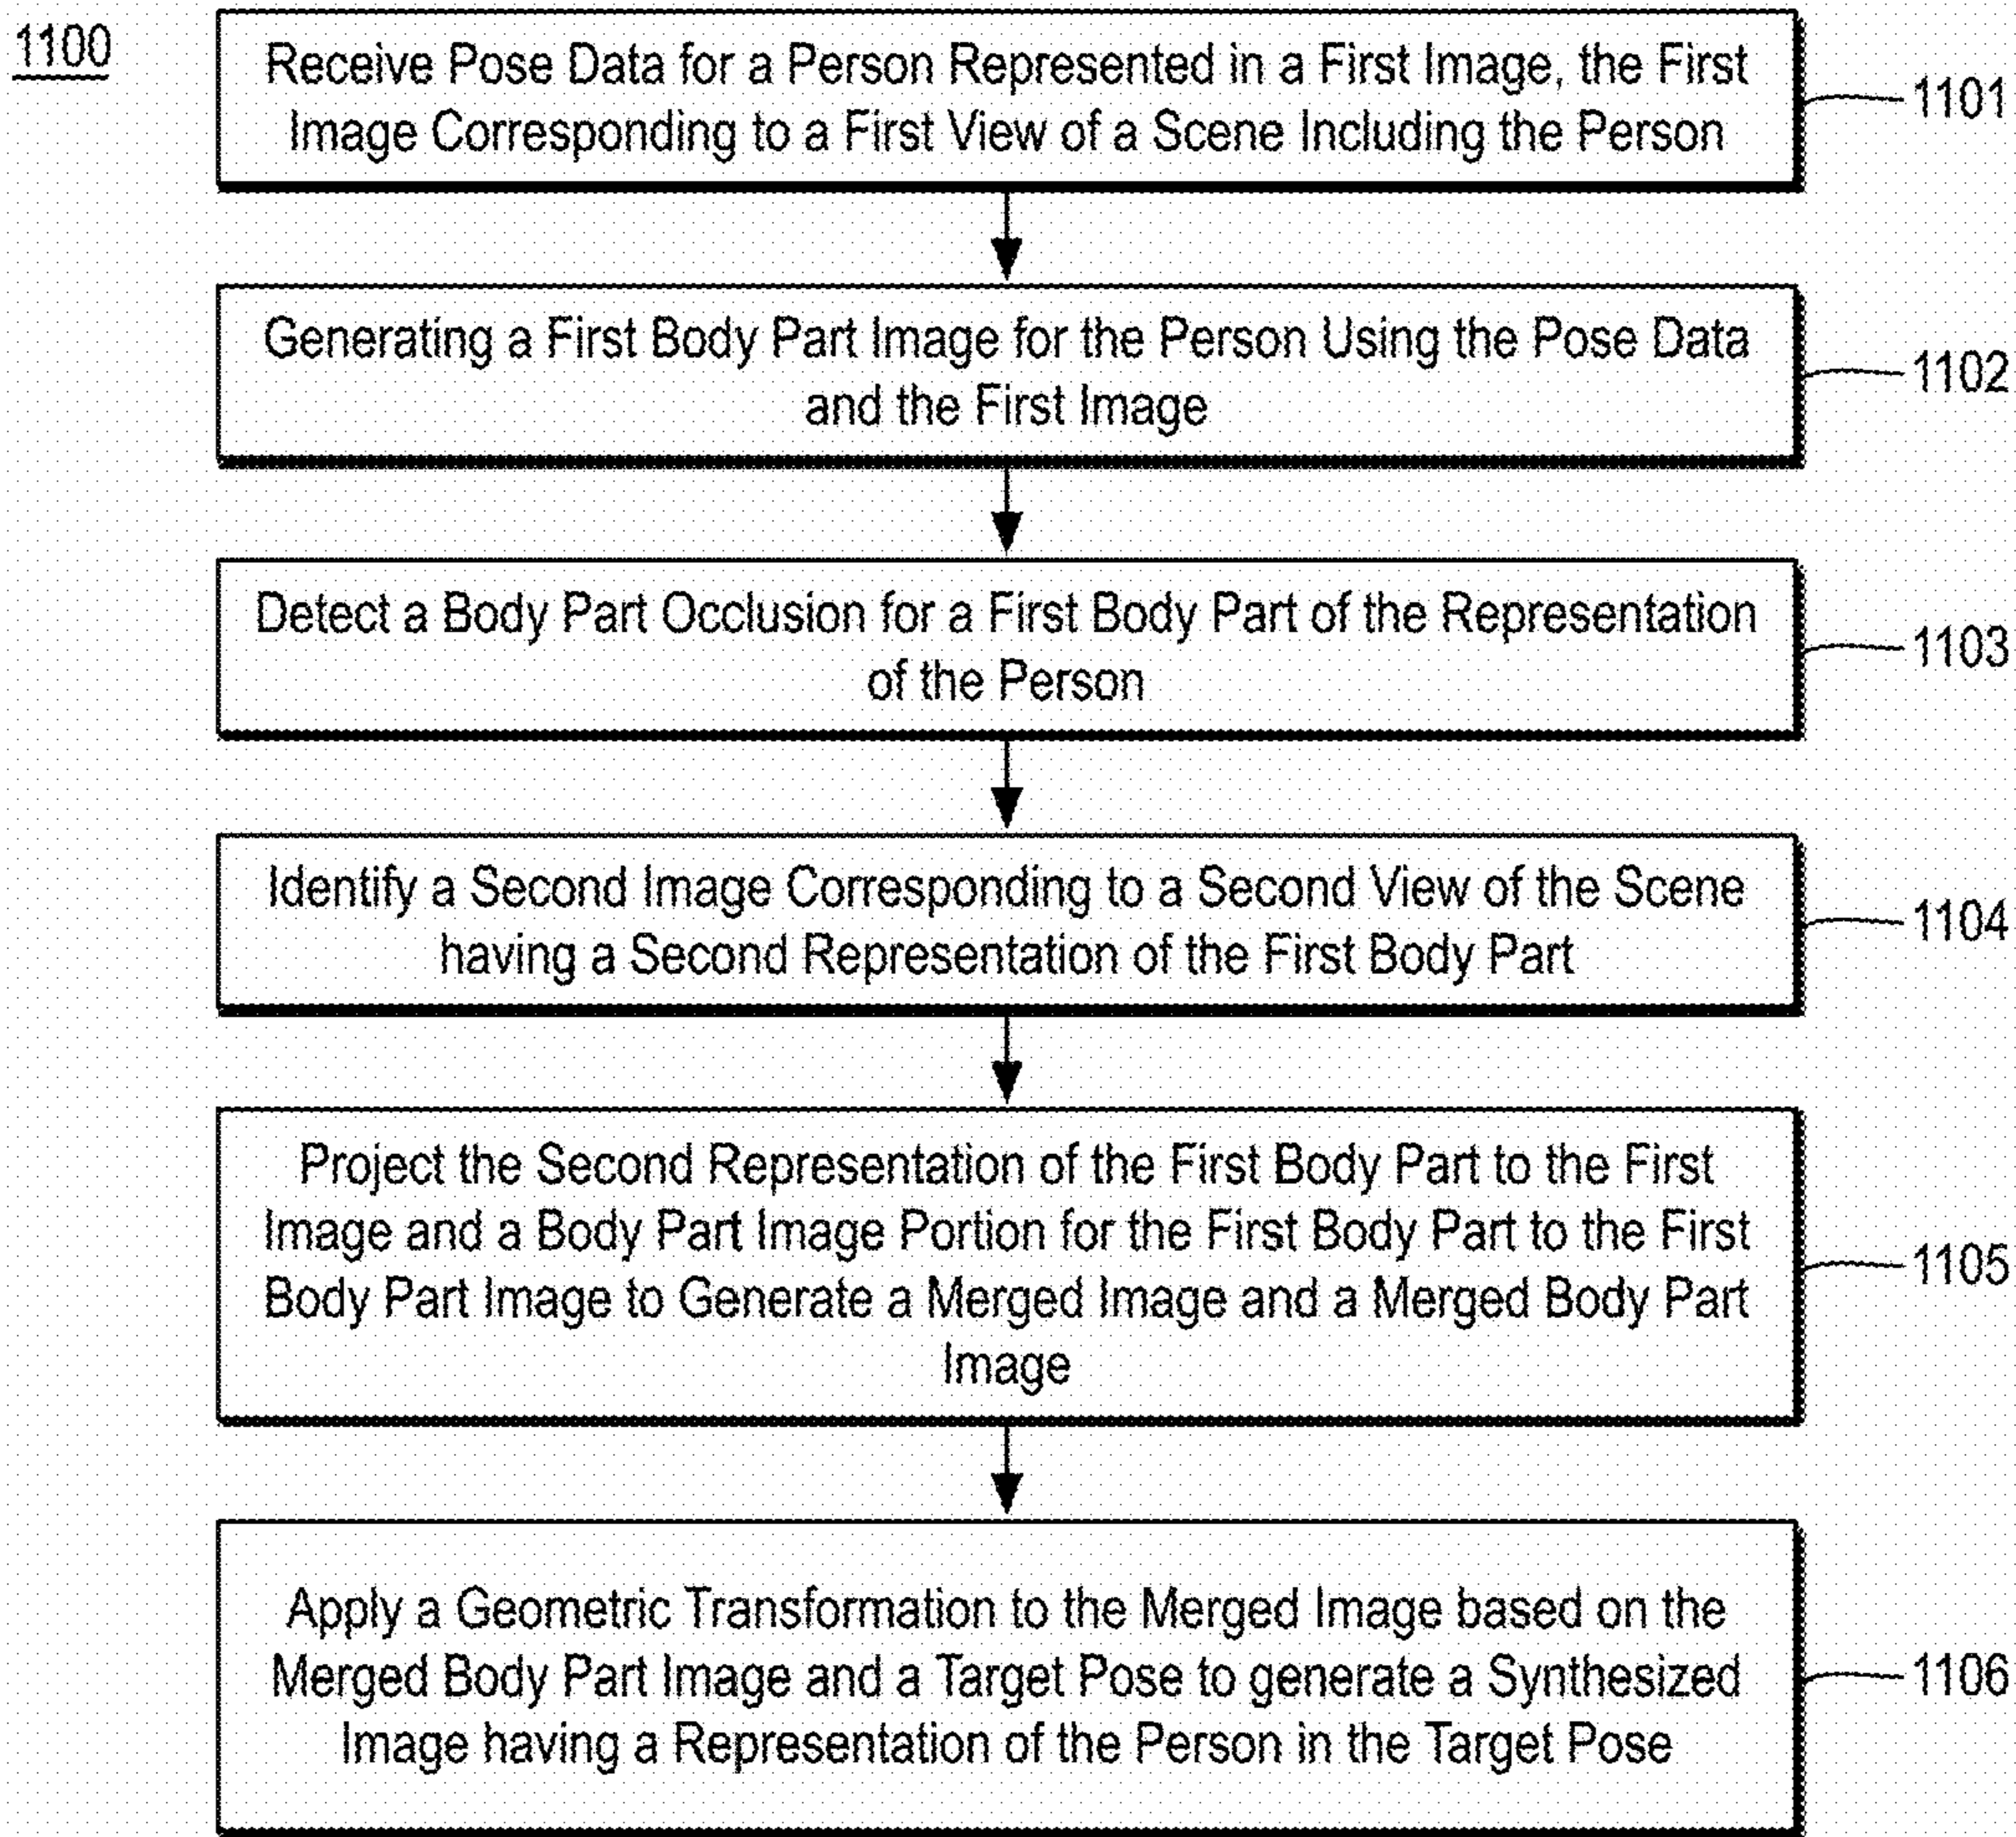 1100
Receive Pose Data for a Person Represented in a First Image, the First
Image Corresponding to a First View of a Scene Including the Person
1101
Generating a First Body Part Image for the Person Using the Pose Data
and the First Image
1102
Detect a Body Part Occlusion for a First Body Part of the Representation
of the Person
1103
Identify a Second Image Corresponding to a Second View of the Scene
having a Second Representation of the First Body Part
1104
Project the Second Representation of the First Body Part to the First
Image and a Body Part Image Portion for the First Body Part to the First
Body Part Image to Generate a Merged Image and a Merged Body Part
Image
1105
Apply a Geometric Transformation to the Merged Image based on the
Merged Body Part Image and a Target Pose to generate a Synthesized
Image having a Representation of the Person in the Target Pose
1106